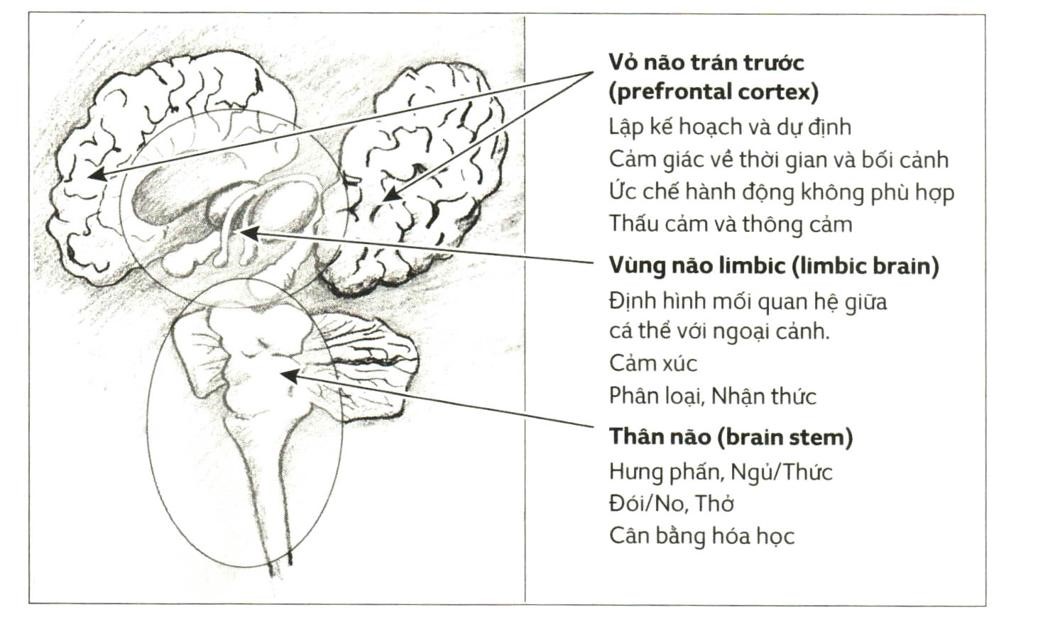 Vỏ não trán trước
(prefrontal cortex)
Lập kế hoạch và dự định
Cảm giác về thời gian và bối cảnh
Ức chế hành động không phù hợp
Thấu cảm và thông cảm
Vùng não limbic (limbic brain)
Định hình mối quan hệ giữa
cá thể với ngoại cảnh.
Cảm xúc
Phân loại, Nhận thức
Thân não (brain stem)
Hưng phấn, Ngủ/Thức
Đói/No, Thở
Cân bằng hóa học